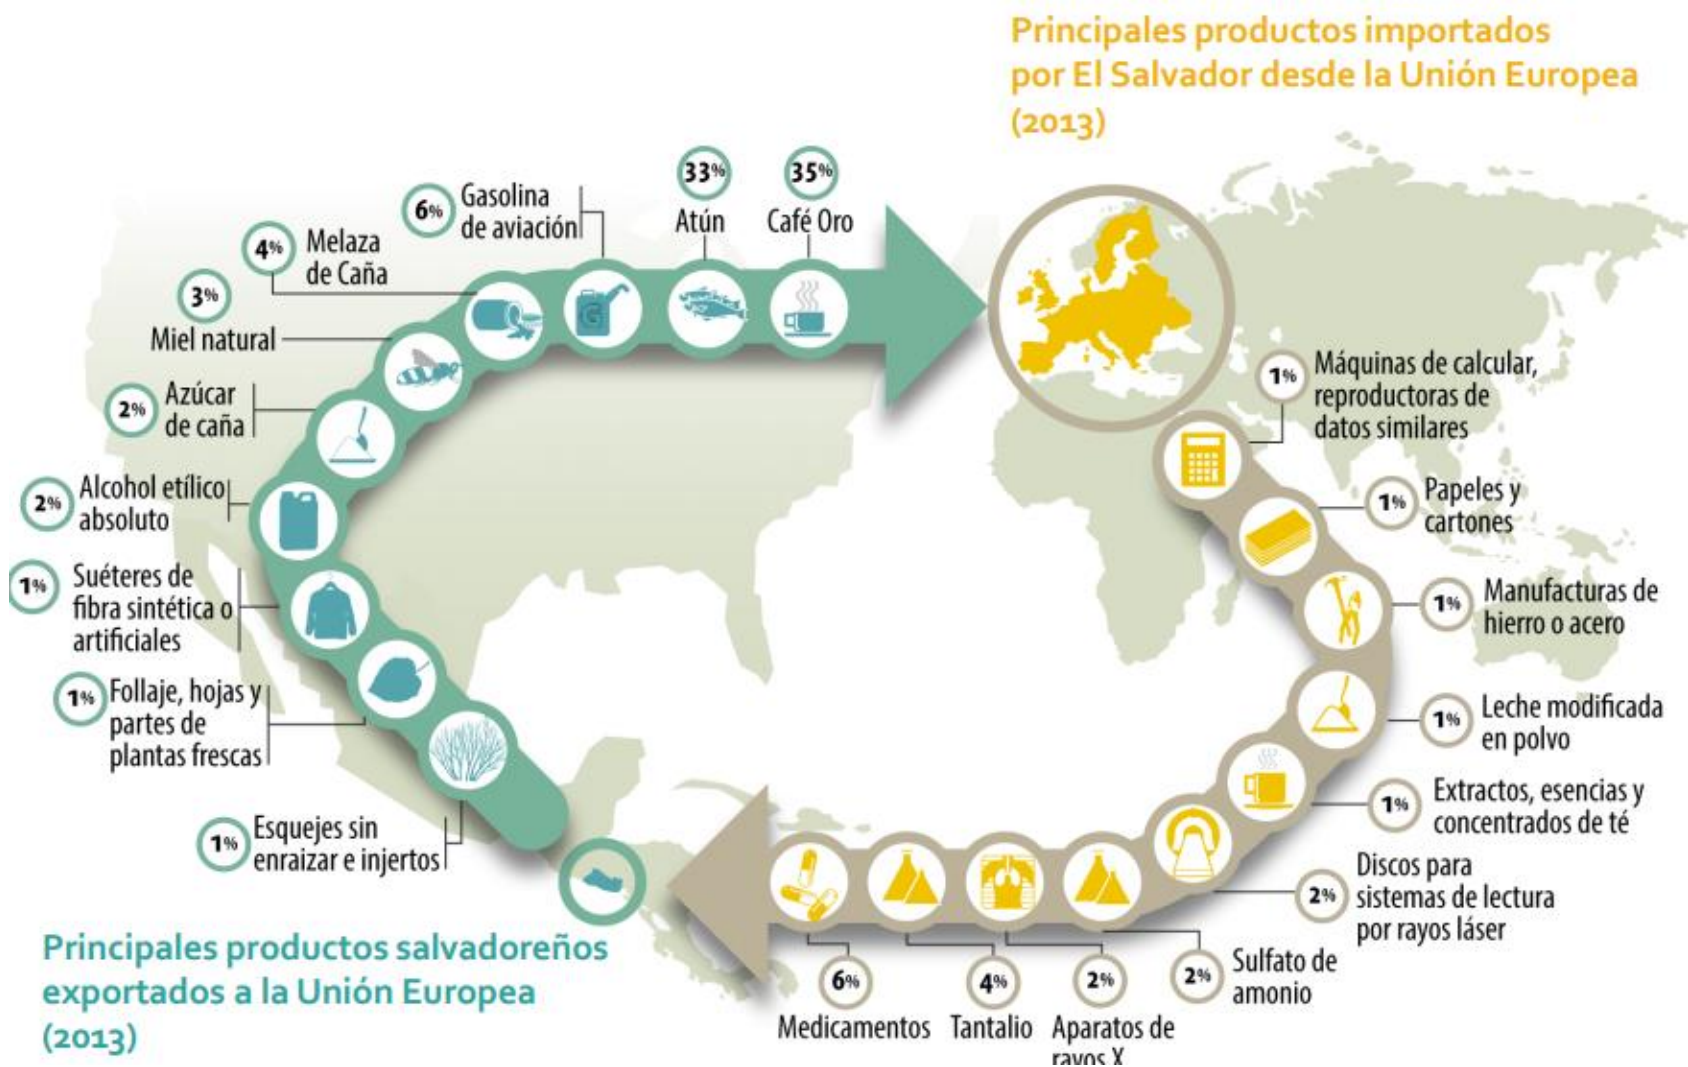 Principales productos importados
por El Salvador desde la Unión Europea
(2013)
33%
Atún
35%
Café Oro
6%
Gasolina
de aviación
4%
Melaza
de Caña
3%
Miel natural
2%
Azúcar
de caña
2%
Alcohol etílico
absoluto
1%
Suéteres de
fibra sintética o
artificiales
1%
Follaje, hojas y
partes de
plantas frescas
1%
Esquejes sin
enraizar e injertos
G
1%
Máquinas de calcular,
reproductoras de
datos similares
1%
Papeles y
cartones
1%
Manufacturas de
hierro o acero
1%
Leche modificada
en polvo
1%
Extractos, esencias y
concentrados de té
2%
Discos para
sistemas de lectura
por rayos láser
2%
Sulfato de
amonio
2%
Aparatos de
rayos X
4%
Tantalio
6%
Medicamentos
Principales productos salvadoreños
exportados a la Unión Europea
(2013)